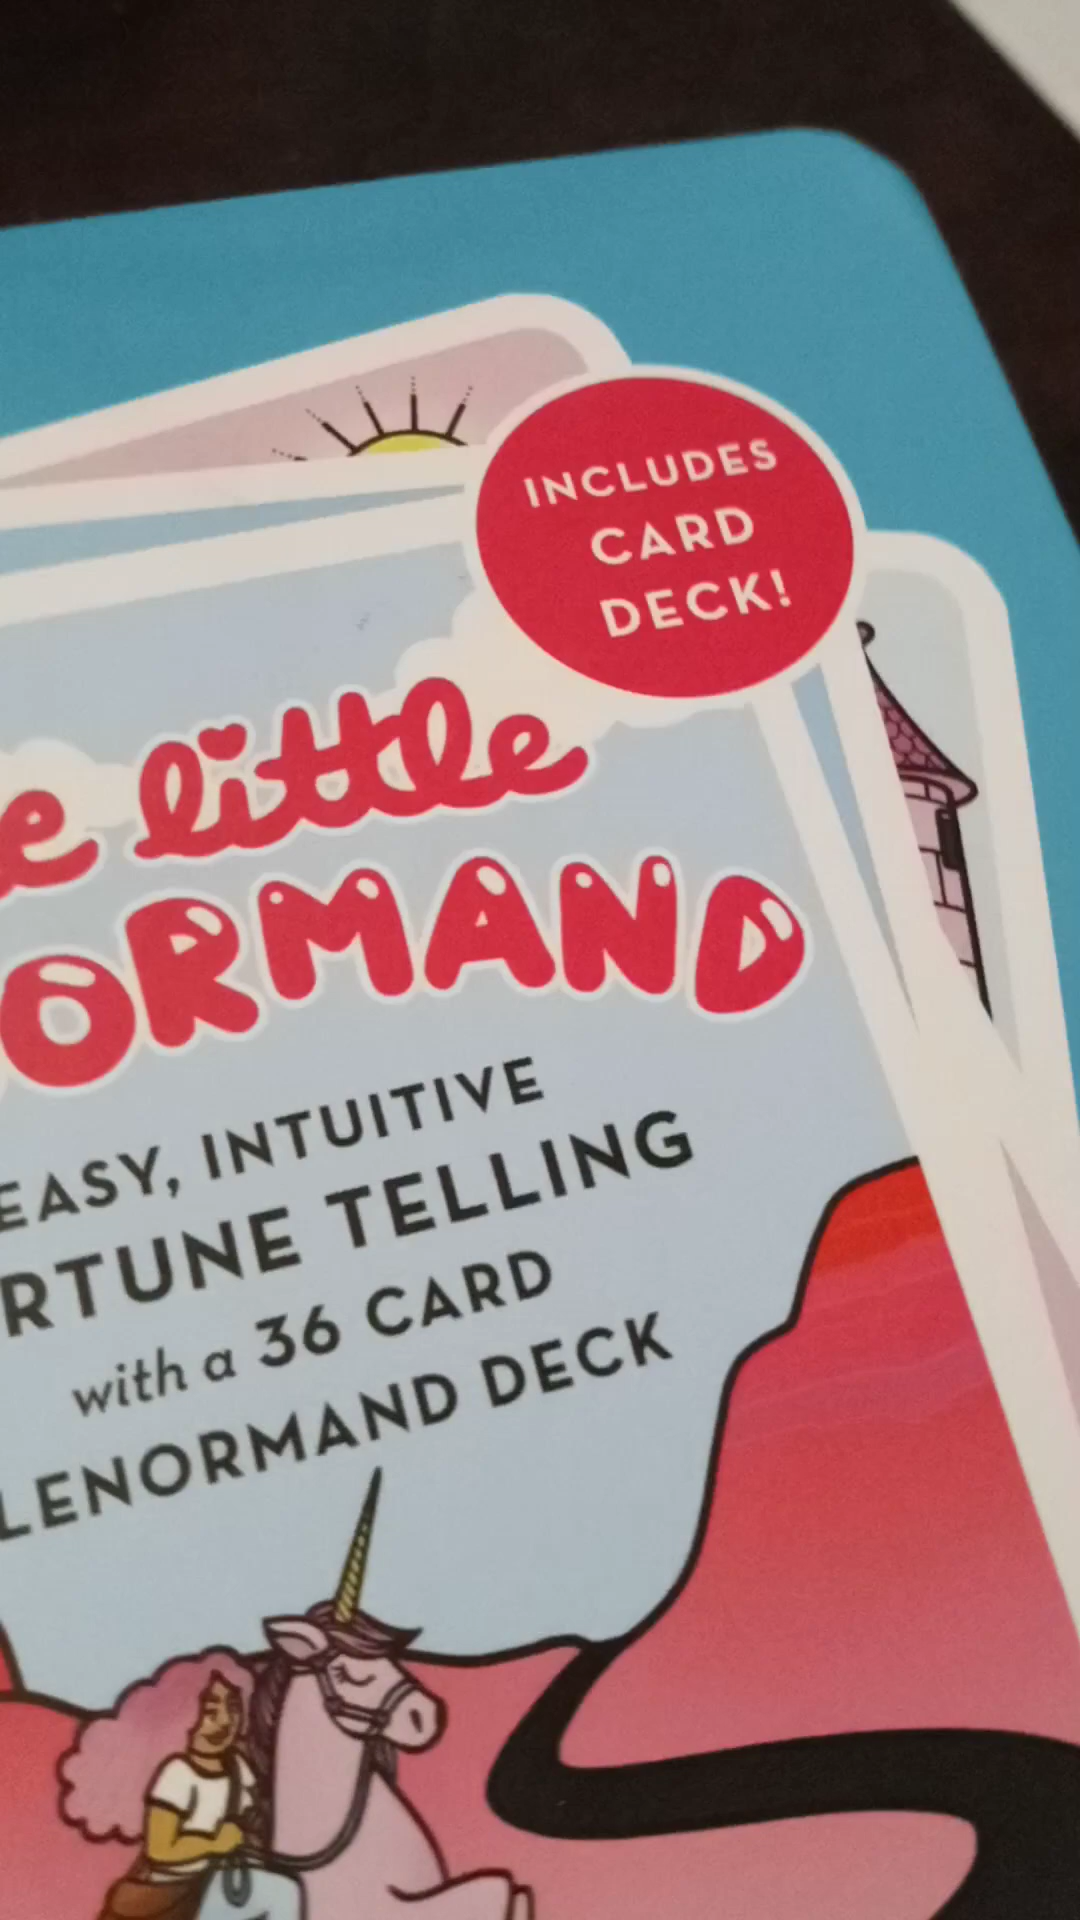 INCLUDES
CARD
DECK!
e little
ORMAND
EASY, INTUITIVE
RTUNE TELLING
with a 36 CARD
LENORMAND DECK